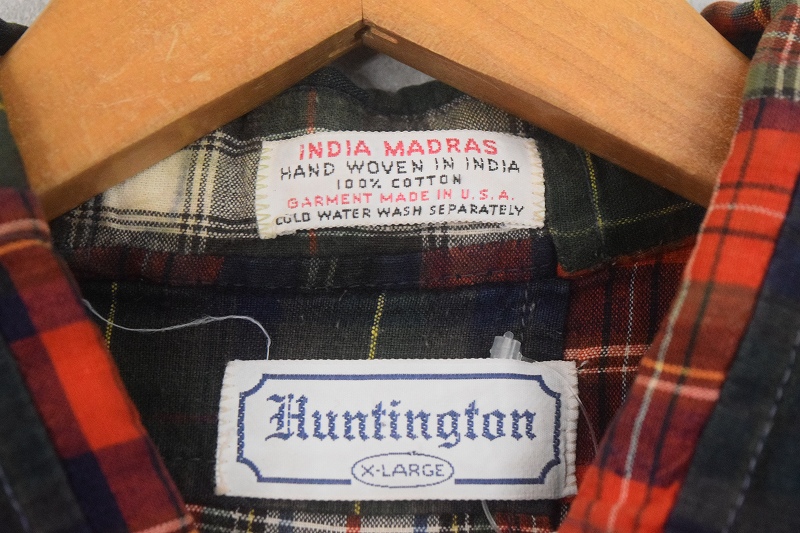 INDIA MADRAS
HAND WOVEN IN INDIA
100% COTTON
GARMENT MADE IN U.S.A.
COLD WATER WASH SEPARATELY
Huntington
X-LARGE